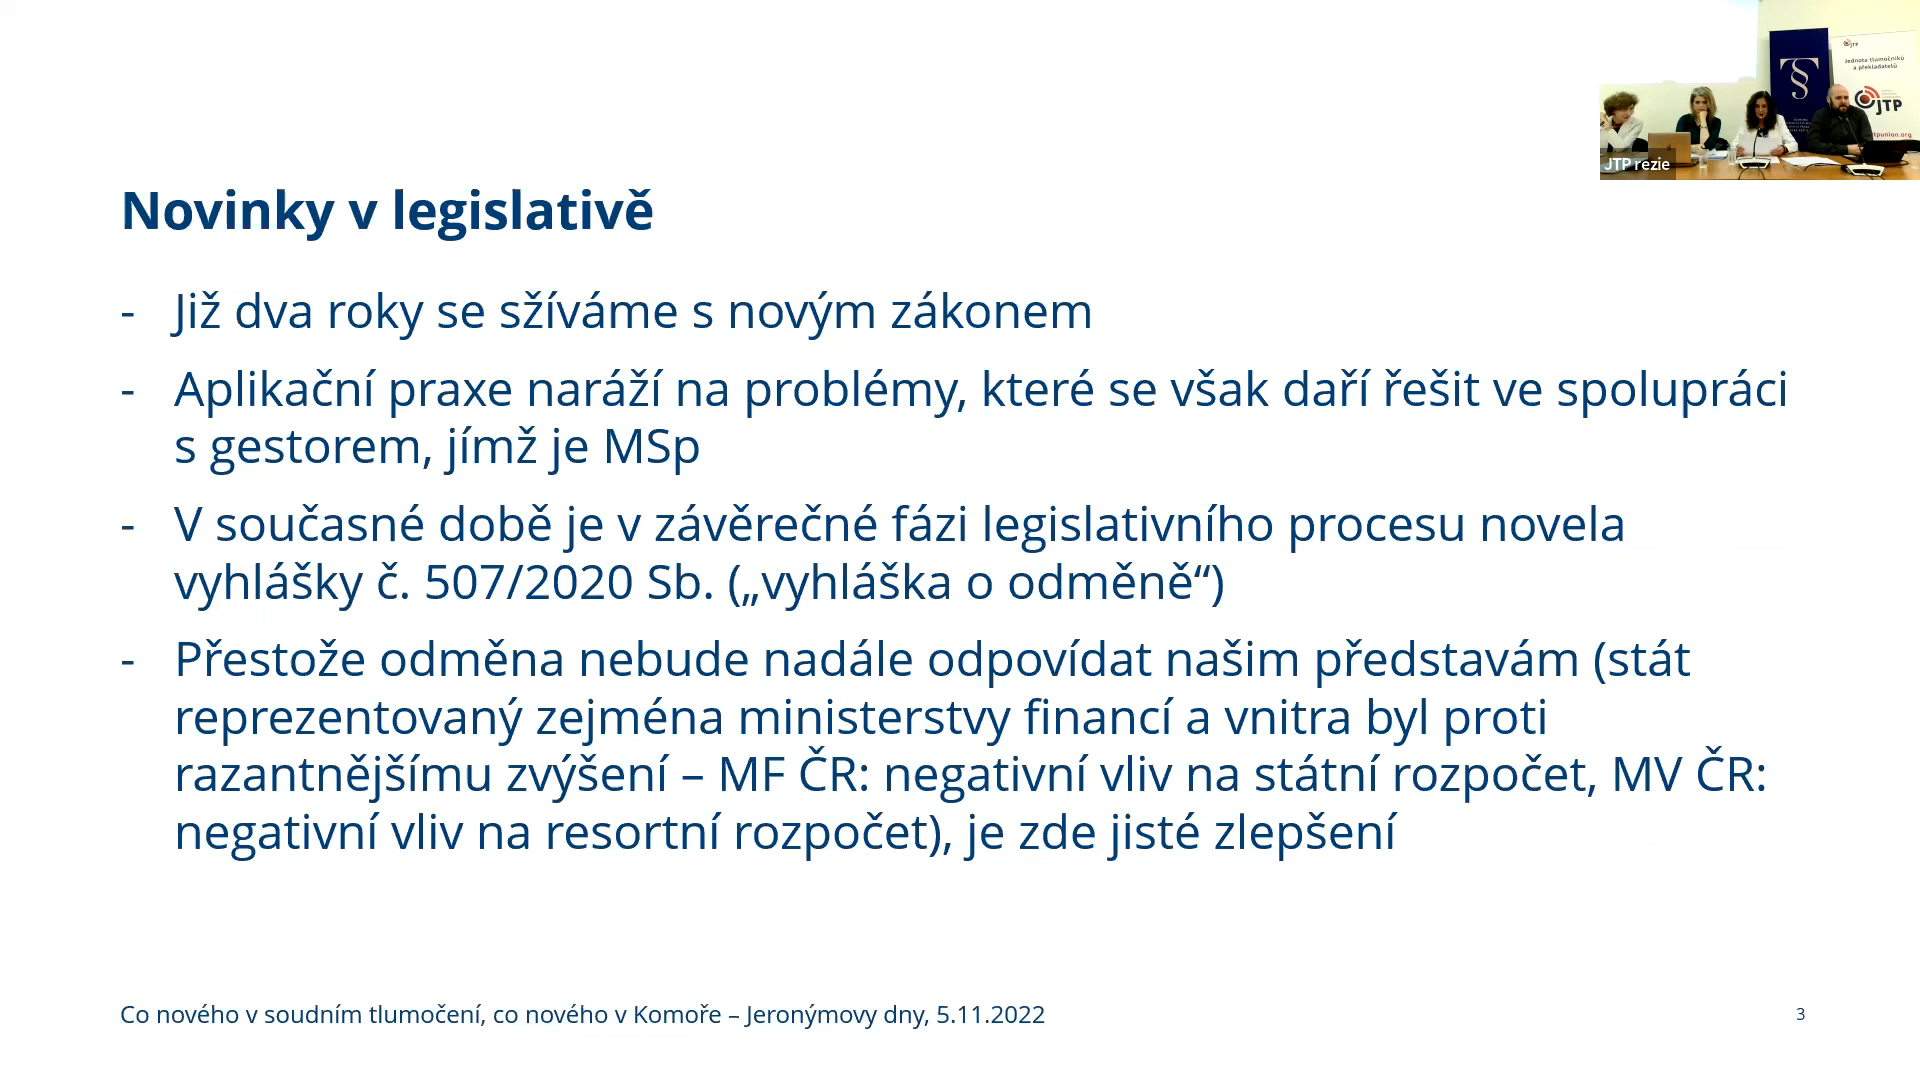 JTP
Jednota tlumočníků
a překladatelů
JTP
JTP rezie
Novinky v legislativě
- Již dva roky se sžíváme s novým zákonem
- Aplikační praxe naráží na problémy, které se však daří řešit ve spolupráci
s gestorem, jímž je MSp
- V současné době je v závěrečné fázi legislativního procesu novela
vyhlášky č. 507/2020 Sb. („vyhláška o odměně“)
- Přestože odměna nebude nadále odpovídat našim představám (stát
reprezentovaný zejména ministerstvy financí a vnitra byl proti
razantnějšímu zvýšení – MF ČR: negativní vliv na státní rozpočet, MV ČR:
negativní vliv na resortní rozpočet), je zde jisté zlepšení
Co nového v soudním tlumočení, co nového v Komoře – Jeronýmovy dny, 5.11.2022
3